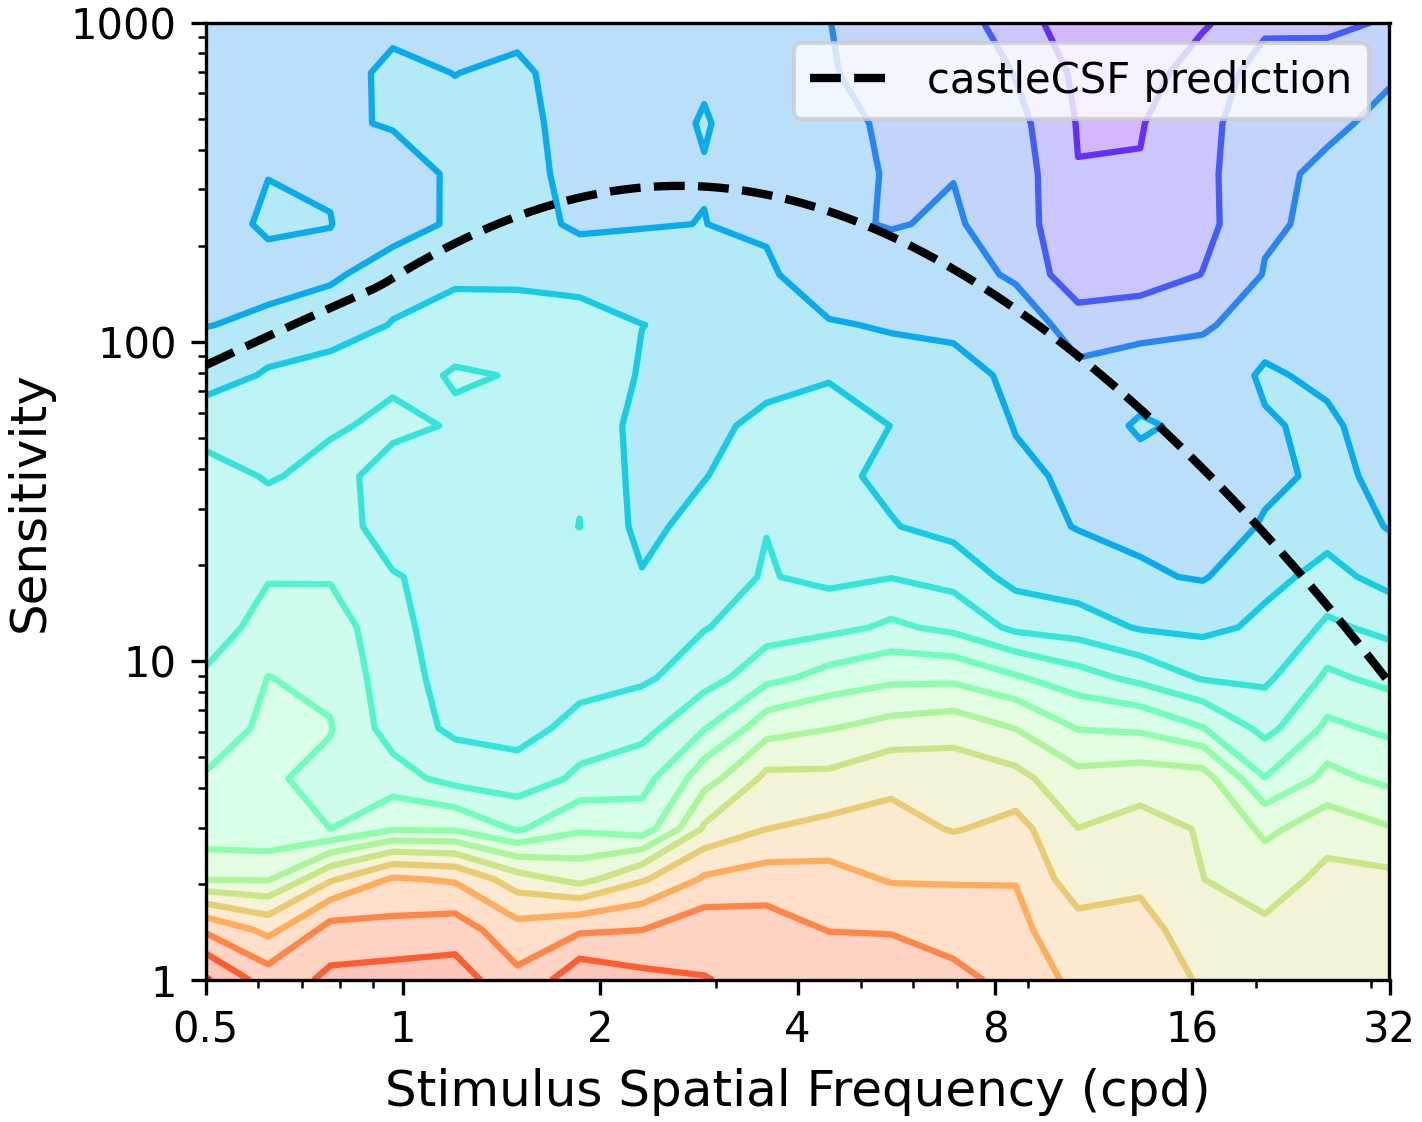 1000
100
10
1
Sensitivity
castleCSF prediction
0.5 1 2 4 8 16 32
Stimulus Spatial Frequency (cpd)